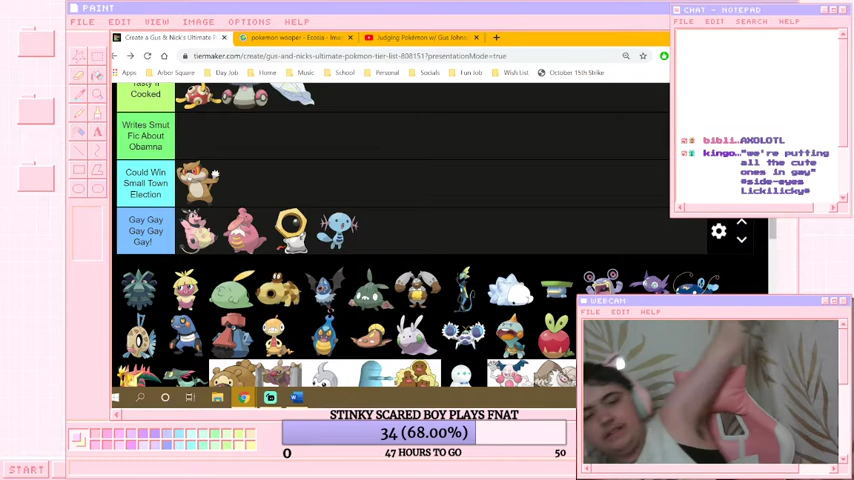 PAINT
FILE EDIT VIEW IMAGE OPTIONS HELP
Create a Gus & Nick's Ultimate P
pokemon wooper - Ecosia - Ima
Judging Pokémon w/ Gus Johns
tiermaker.com/create/gus-and-nicks-ultimate-pokmon-tier-list-808151?presentationMode=true
Apps Arbor Square Day Job Home Music School Personal Socials Fun Job Wish List October 15th Strike
Tasty if
Cooked
Writes Smut
Fic About
Obamna
Could Win
Small Town
Election
Gay Gay
Gay Gay
Gay!
CHAT - NOTEPAD
FILE EDIT SEARCH HELP
bibli... AXOLOTL
kingo... "we're putting
all the cute
ones in gay"
#side-eyes
Lickilicky#
WEBCAM
FILE EDIT HELP
STINKY SCARED BOY PLAYS FNAT
34 (68.00%)
0 47 HOURS TO GO 50
START